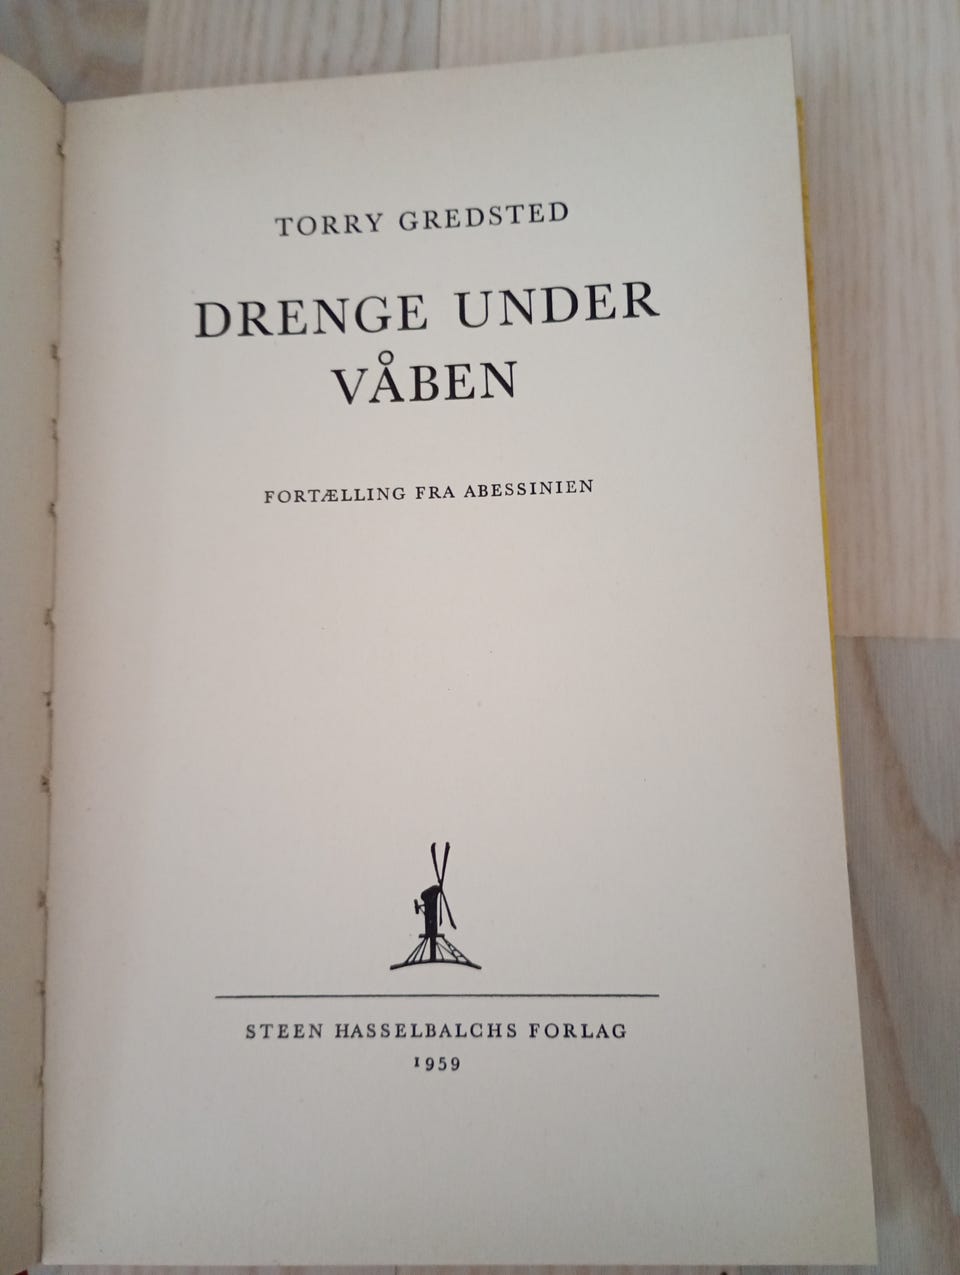 TORRY GREDSTED
DRENGE UNDER
VÅBEN
FORTÆLLING FRA ABESSINIEN
STEEN HASSELBALCHS FORLAG
1959